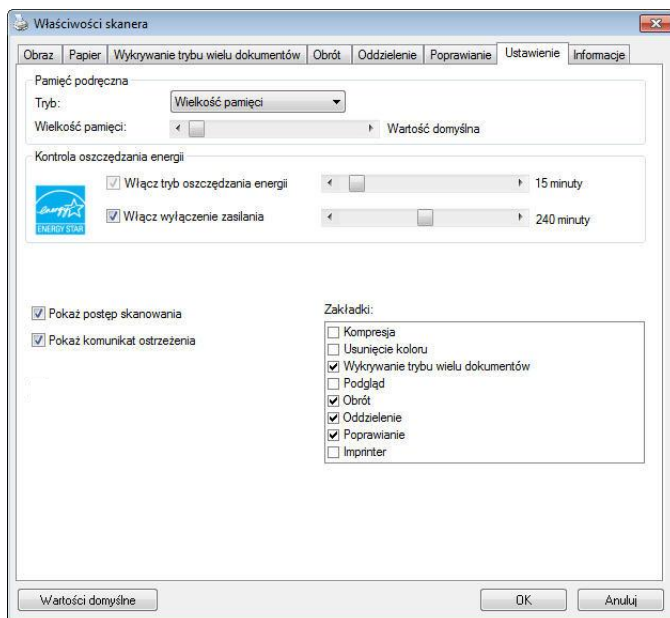 Właściwości skanera
Obraz Papier Wykrywanie trybu wielu dokumentów Obrót Oddzielenie Poprawianie Ustawienie Informacje
Pamięć podręczna
Tryb: Wielkość pamięci
Wielkość pamięci: Wartość domyślna
Kontrola oszczędzania energii
Włącz tryb oszczędzania energii 15 minuty
energy
ENERGY STAR
Włącz wyłączenie zasilania 240 minuty
Pokaż postęp skanowania
Pokaż komunikat ostrzeżenia
Zakładki:
Kompresja
Usunięcie koloru
Wykrywanie trybu wielu dokumentów
Podgląd
Obrót
Oddzielenie
Poprawianie
Imprinter
Wartości domyślne OK Anuluj